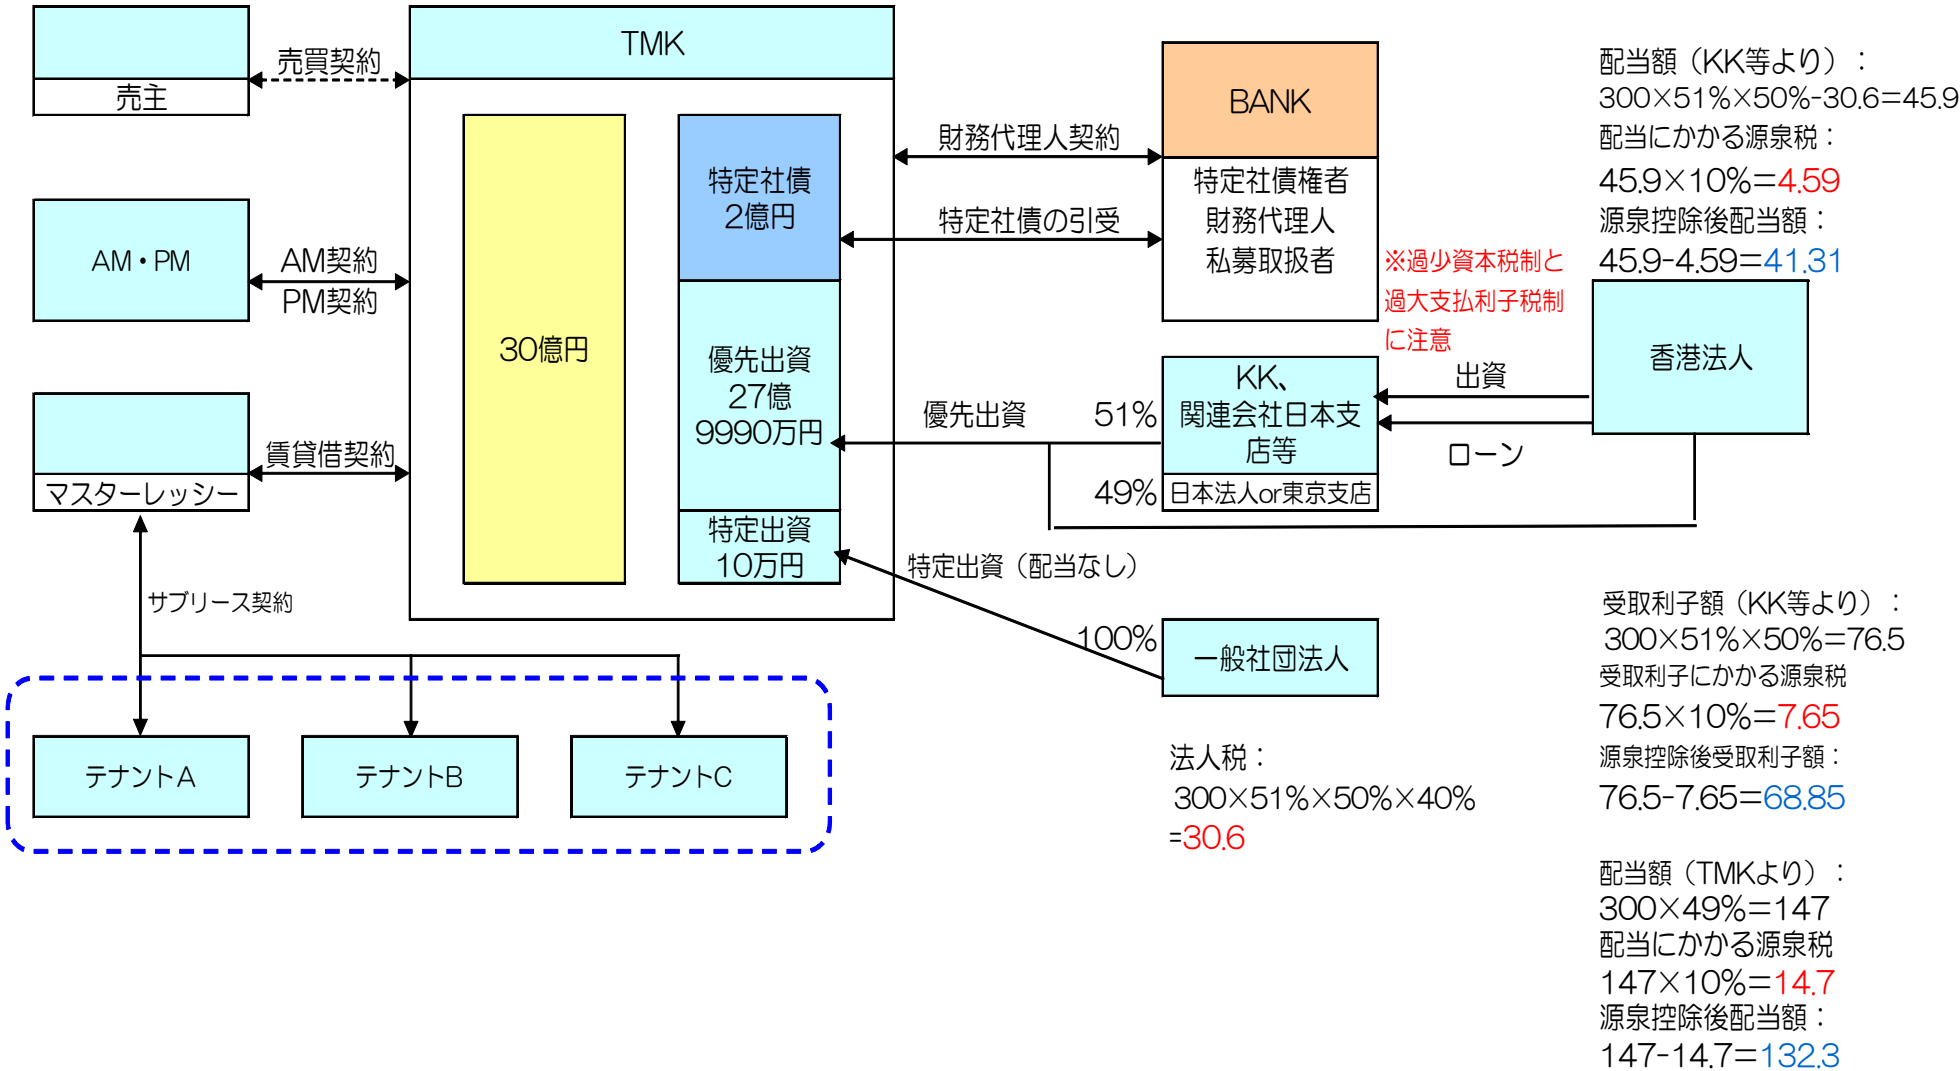 売買契約
売主
TMK
AM・PM
AM契約
PM契約
賃貸借契約
マスターレッシー
サブリース契約
テナントA
テナントB
テナントC
30億円
特定社債
2億円
優先出資
27億
9990万円
特定出資
10万円
財務代理人契約
特定社債の引受
BANK
特定社債権者
財務代理人
私募取扱者
※過少資本税制と
過大支払利子税制
に注意
優先出資
51%
49%
KK、
関連会社日本支
店等
日本法人or東京支店
出資
ローン
香港法人
特定出資（配当なし）
100%
一般社団法人
法人税：
300×51%×50%×40%
=30.6
配当額（KK等より）：
300×51%×50%-30.6=45.9
配当にかかる源泉税：
45.9×10%=4.59
源泉控除後配当額：
45.9-4.59=41.31
受取利子額（KK等より）：
300×51%×50%=76.5
受取利子にかかる源泉税
76.5×10%=7.65
源泉控除後受取利子額：
76.5-7.65=68.85
配当額（TMKより）：
300×49%=147
配当にかかる源泉税
147×10%=14.7
源泉控除後配当額：
147-14.7=132.3